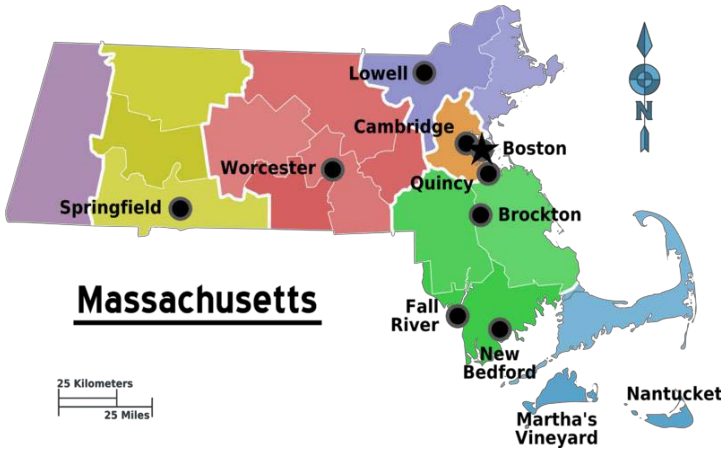 Lowell
Cambridge
Boston
Worcester
Quincy
Springfield
Brockton
N
Massachusetts
Fall
River
New
Bedford
25 Kilometers
25 Miles
Martha's
Vineyard
Nantucket